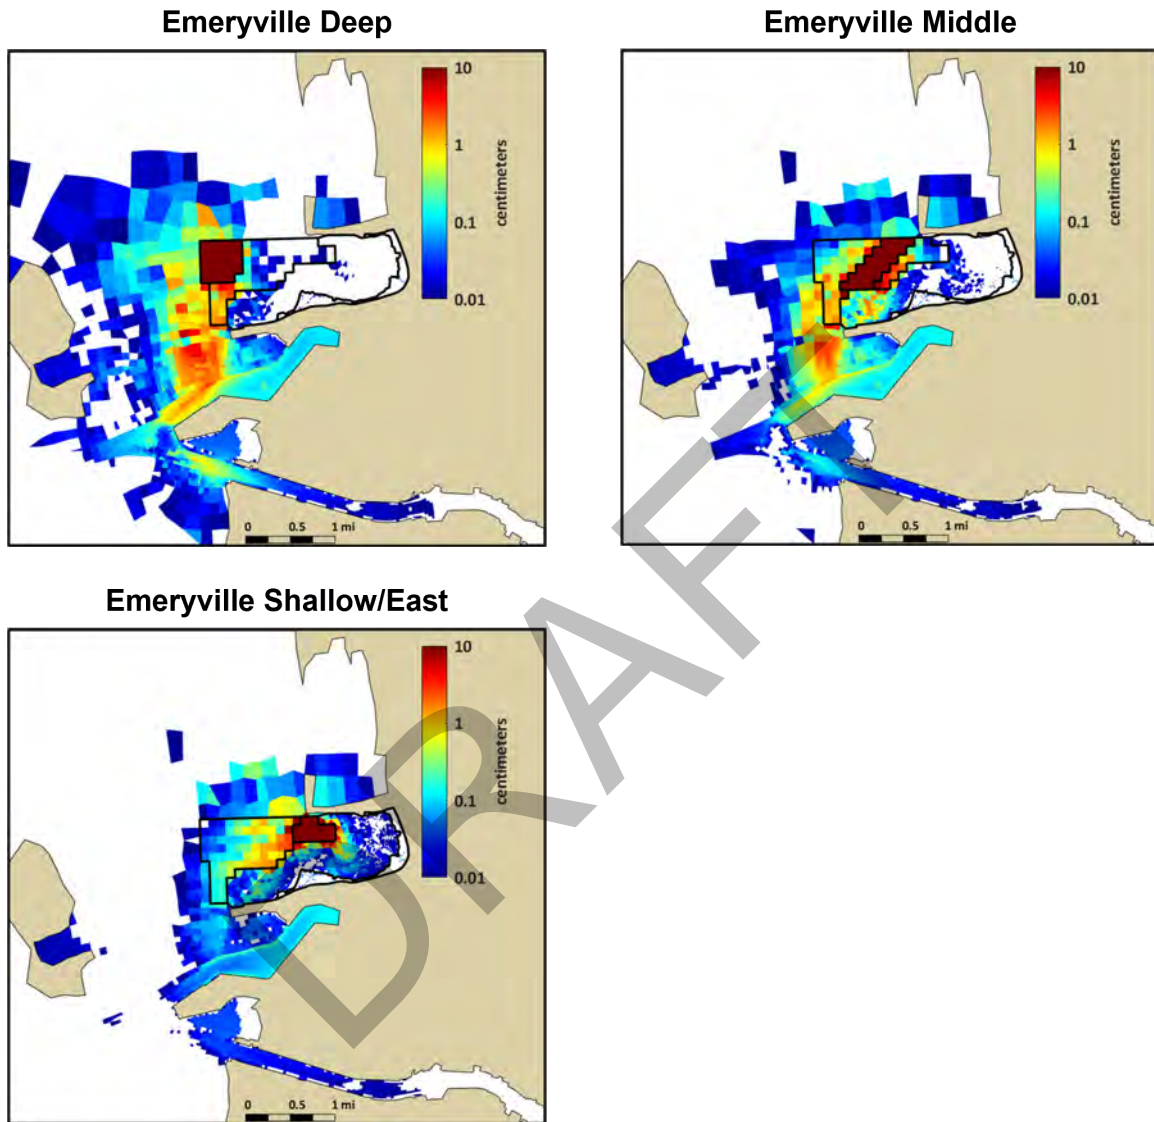 Emeryville Deep
10
1
0.1
0.01
centimeters
0 0.5 1 mi
Emeryville Middle
10
1
0.1
0.01
centimeters
0 0.5 1 mi
Emeryville Shallow/East
10
1
0.1
0.01
centimeters
0 0.5 1 mi
DRAFT